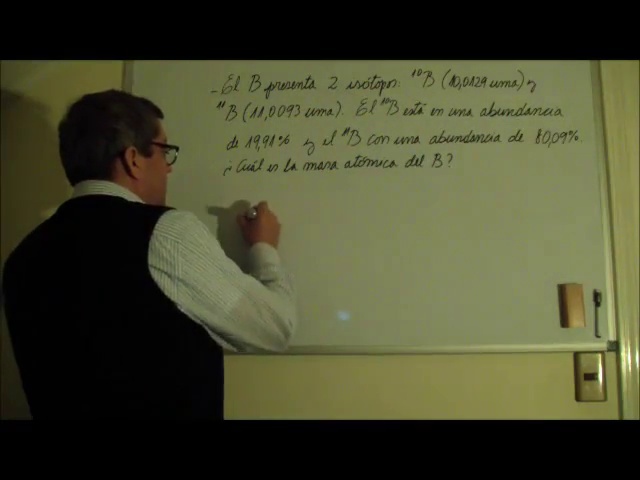 - El B presenta 2 isótopos: ¹⁰B (10,0129 uma) y
¹¹B (11,0093 uma). El ¹⁰B está en una abundancia
de 19,91% y el ¹¹B con una abundancia de 80,09%.
¿Cuál es la masa atómica del B?